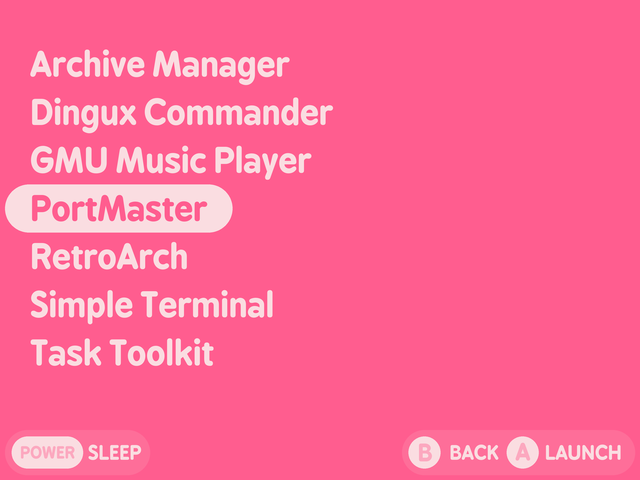 Archive Manager
Dingux Commander
GMU Music Player
PortMaster
RetroArch
Simple Terminal
Task Toolkit
POWER SLEEP
B BACK A LAUNCH